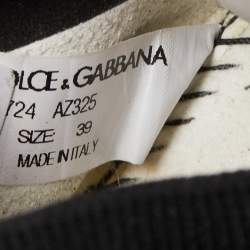 OLCE & GABBANA
724 AZ325
SIZE: 39
MADE IN ITALY